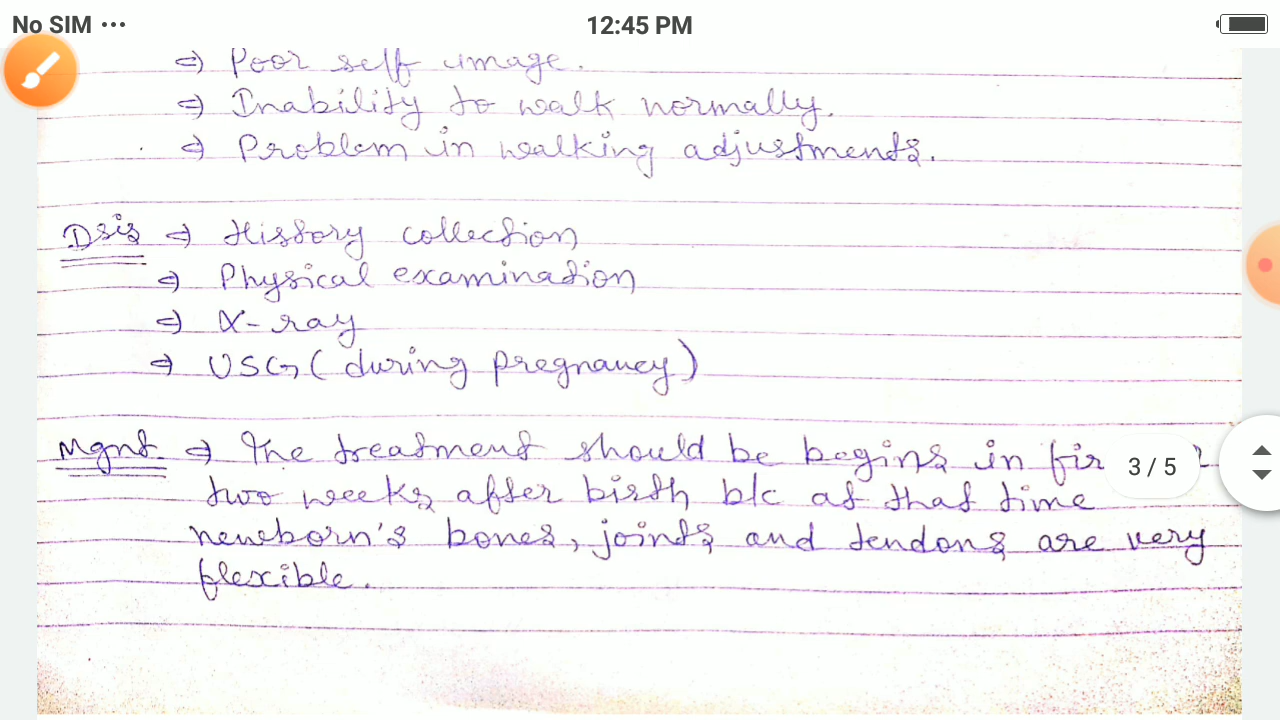 No SIM ···
12:45 PM
⇒ Poor self image.
⇒ Inability to walk normally.
⇒ Problem in walking adjustments.
Dsis ⇒ History collection
⇒ Physical examination
⇒ X-ray
⇒ USG (during pregnancy)
Mgnt. ⇒ The treatment should be begins in fir
3 / 5
two weeks after birth b/c at that time
newborn's bones, joints and tendons are very
flexible.